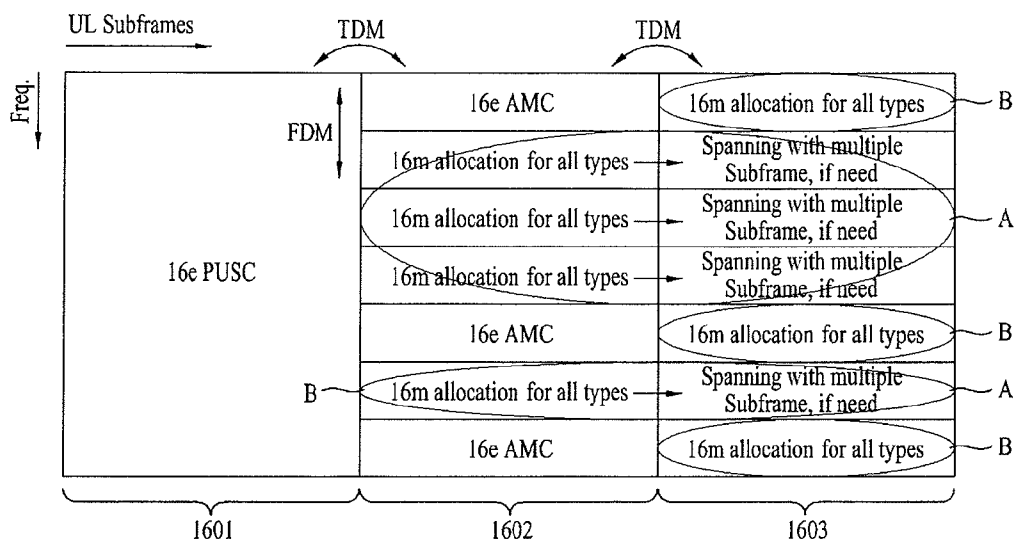 UL Subframes
TDM
TDM
Freq.
FDM
16e AMC
16m allocation for all types
B
16m allocation for all types
Spanning with multiple
Subframe, if need
16m allocation for all types
Spanning with multiple
Subframe, if need
A
16e PUSC
16m allocation for all types
Spanning with multiple
Subframe, if need
16e AMC
16m allocation for all types
B
B
16m allocation for all types
Spanning with multiple
Subframe, if need
A
16e AMC
16m allocation for all types
B
1601
1602
1603